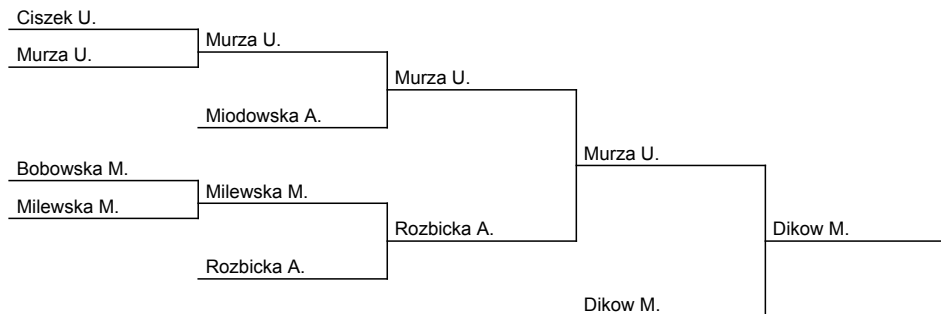 Ciszek U.
Murza U.
Murza U.
Murza U.
Miodowska A.
Murza U.
Bobowska M.
Milewska M.
Milewska M.
Rozbicka A.
Dikow M.
Rozbicka A.
Dikow M.